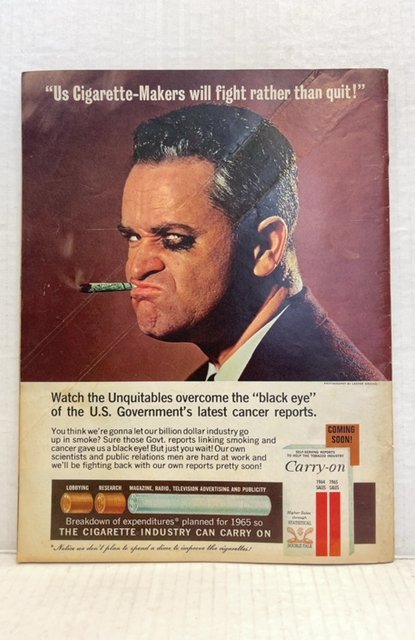 "Us Cigarette-Makers will fight rather than quit!"
PHOTOGRAPHY BY LESTER KRAUSS
Watch the Unquitables overcome the "black eye"
of the U.S. Government's latest cancer reports.
You think we're gonna let our billion dollar industry go
up in smoke? Sure those Govt. reports linking smoking and
cancer gave us a black eye! But just you wait! Our own
scientists and public relations men are hard at work and
we'll be fighting back with our own reports pretty soon!
LOBBYING RESEARCH MAGAZINE, RADIO, TELEVISION ADVERTISING AND PUBLICITY
Breakdown of expenditures* planned for 1965 so
THE CIGARETTE INDUSTRY CAN CARRY ON
*Notice we don't plan to spend a dime to improve the cigarettes!
COMING
SOON!
SELF-SERVING REPORTS
TO HELP THE TOBACCO INDUSTRY
Carry-on
1964 1965
SALES SALES
Higher Sales
through
STATISTICAL
DOUBLE-TALK